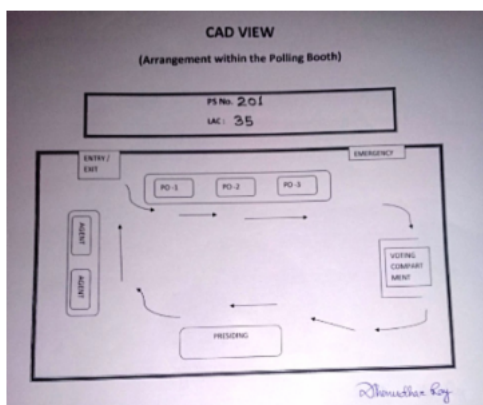 CAD VIEW
(Arrangement within the Polling Booth)
PS No. 201
LAC : 35
ENTRY /
EXIT
EMERGENCY
PO -1
PO -2
PO -3
AGENT
AGENT
VOTING
COMPART
MENT
PRESIDING
Roy